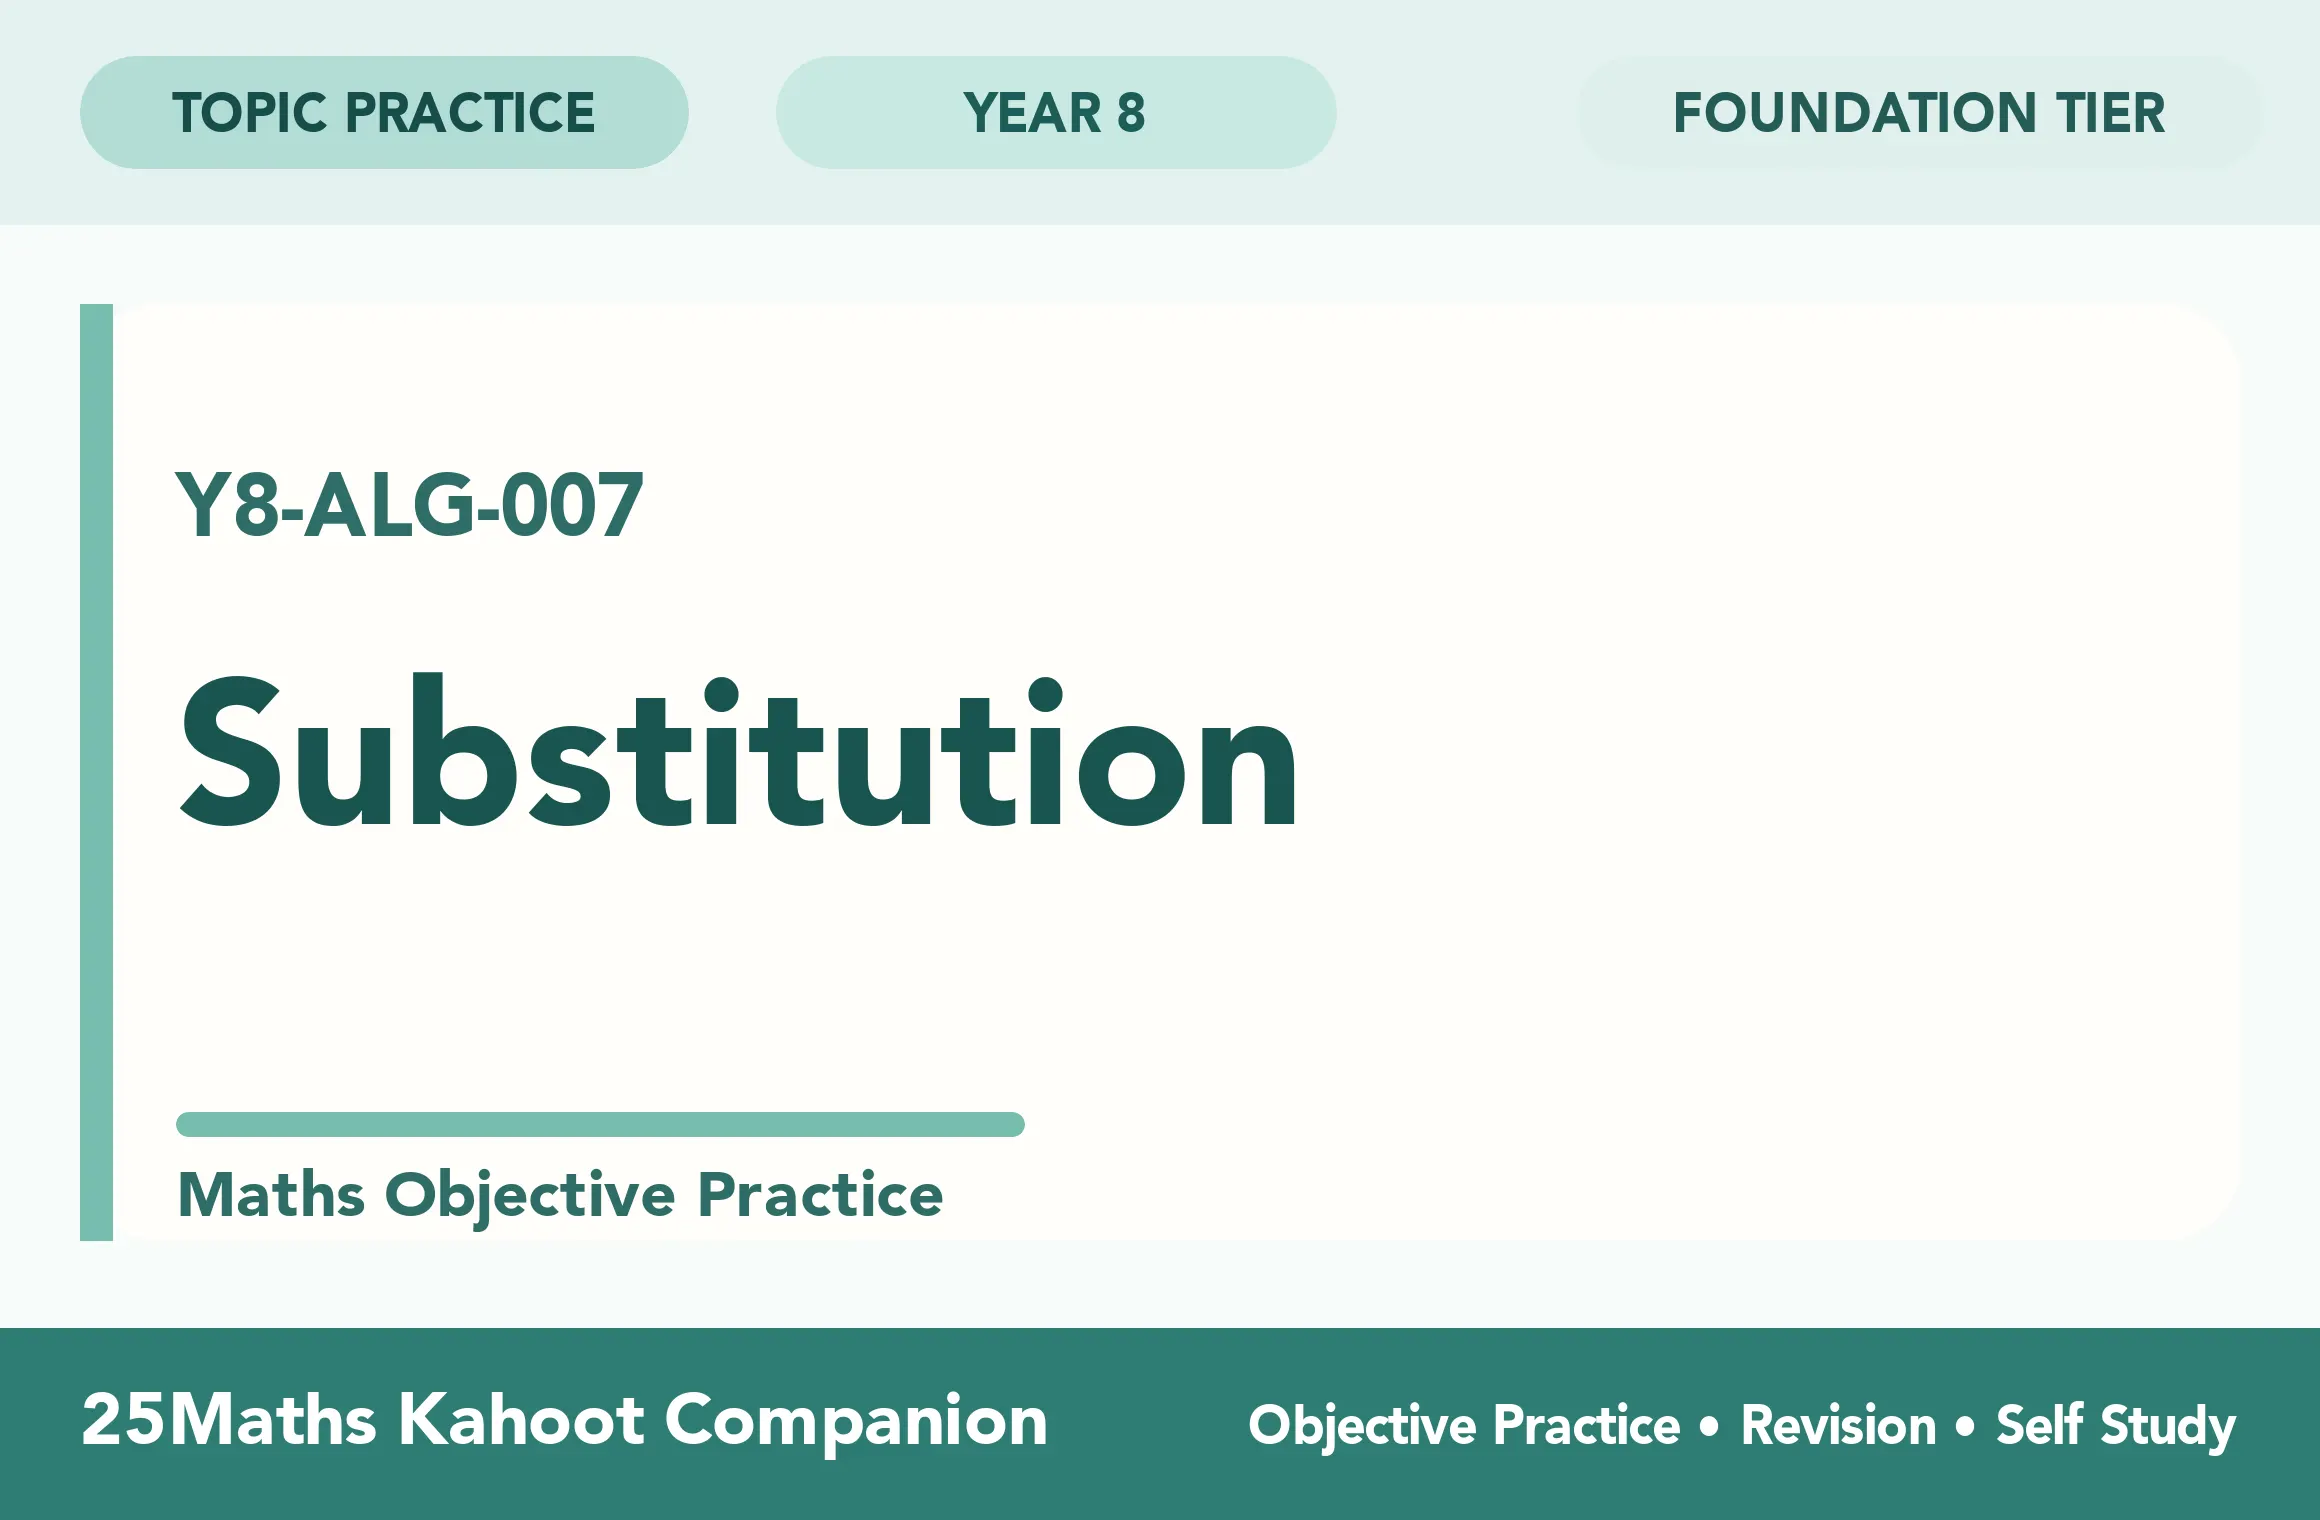 TOPIC PRACTICE
YEAR 8
FOUNDATION TIER
Y8-ALG-007
Substitution
Maths Objective Practice
25Maths Kahoot Companion
Objective Practice • Revision • Self Study